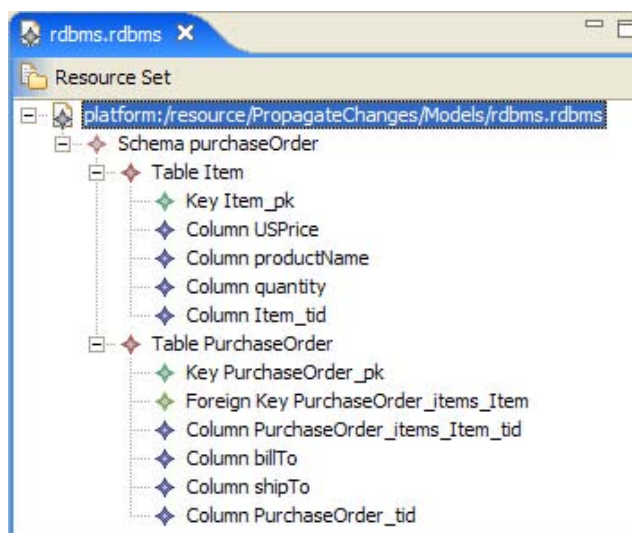 rdbms.rdbms
Resource Set
platform:/resource/PropagateChanges/Models/rdbms.rdbms
Schema purchaseOrder
Table Item
Key Item_pk
Column USPrice
Column productName
Column quantity
Column Item_tid
Table PurchaseOrder
Key PurchaseOrder_pk
Foreign Key PurchaseOrder_items_Item
Column PurchaseOrder_items_Item_tid
Column billTo
Column shipTo
Column PurchaseOrder_tid